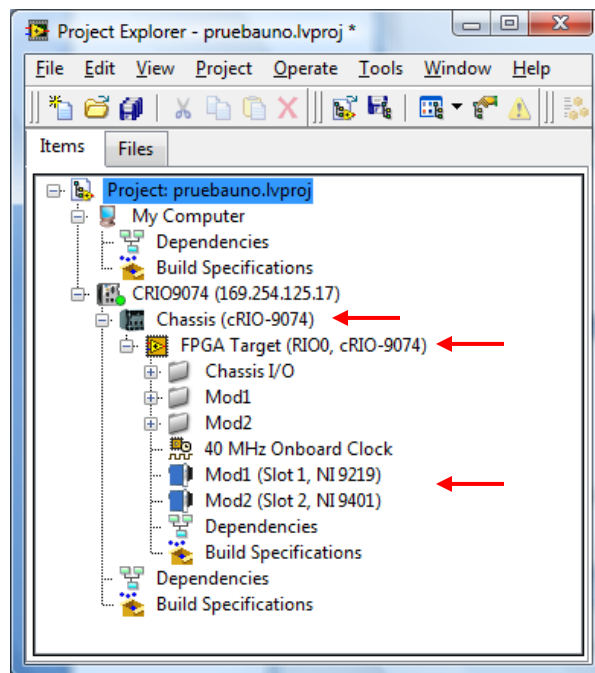 Project Explorer - pruebauno.lvproj *
File Edit View Project Operate Tools Window Help
Items Files
Project: pruebauno.lvproj
My Computer
Dependencies
Build Specifications
CRIO9074 (169.254.125.17)
Chassis (cRIO-9074)
FPGA Target (RIO0, cRIO-9074)
Chassis I/O
Mod1
Mod2
40 MHz Onboard Clock
Mod1 (Slot 1, NI 9219)
Mod2 (Slot 2, NI 9401)
Dependencies
Build Specifications
Dependencies
Build Specifications